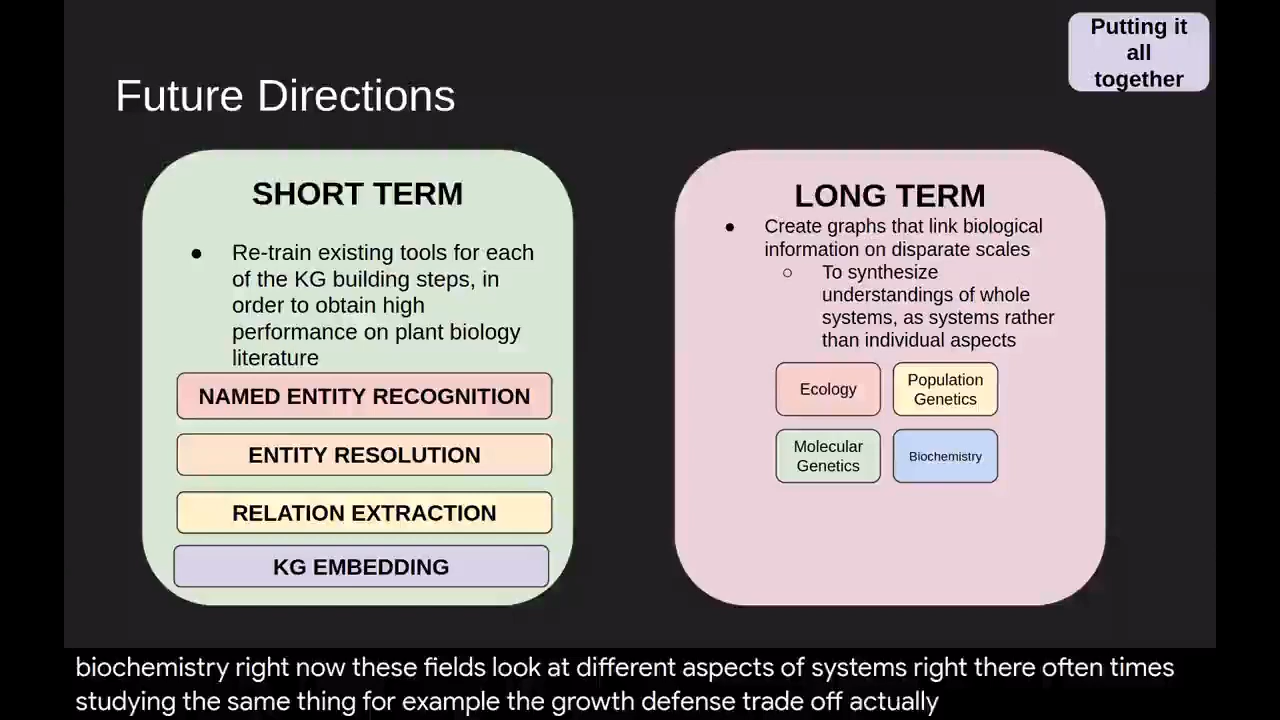 Putting it
all
together
Future Directions
SHORT TERM
● Re-train existing tools for each
of the KG building steps, in
order to obtain high
performance on plant biology
literature
NAMED ENTITY RECOGNITION
ENTITY RESOLUTION
RELATION EXTRACTION
KG EMBEDDING
LONG TERM
● Create graphs that link biological
information on disparate scales
○ To synthesize
understandings of whole
systems, as systems rather
than individual aspects
Ecology
Population
Genetics
Molecular
Genetics
Biochemistry
biochemistry right now these fields look at different aspects of systems right there often times
studying the same thing for example the growth defense trade off actually